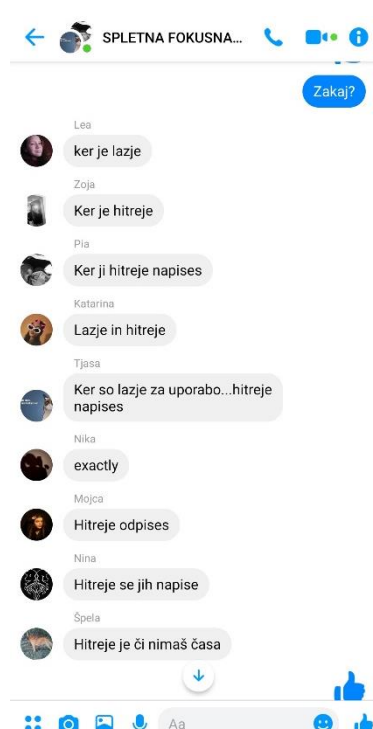 SPLETNA FOKUSNA...
Zakaj?
Lea
ker je lazje
Zoja
Ker je hitreje
Pia
Ker ji hitreje napises
Katarina
Lazje in hitreje
Tjasa
Ker so lazje za uporabo...hitreje
napises
Nika
exactly
Mojca
Hitreje odpises
Nina
Hitreje se jih napise
Špela
Hitreje je či nimaš časa
Aa